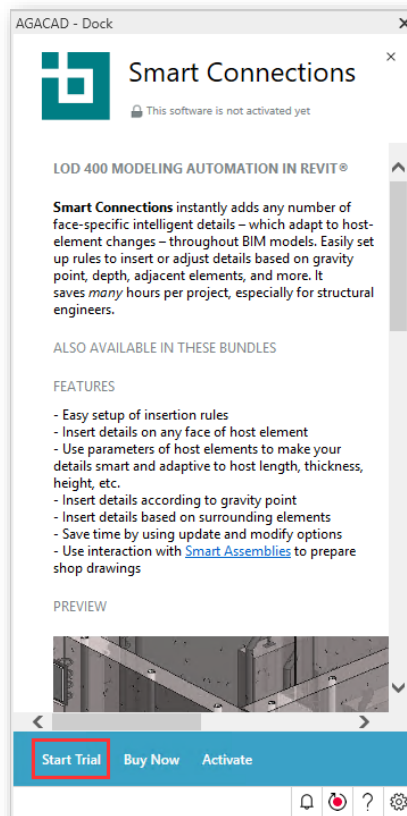 AGACAD - Dock
Smart Connections
This software is not activated yet
LOD 400 MODELING AUTOMATION IN REVIT®
Smart Connections instantly adds any number of
face-specific intelligent details – which adapt to host-
element changes – throughout BIM models. Easily set
up rules to insert or adjust details based on gravity
point, depth, adjacent elements, and more. It
saves many hours per project, especially for structural
engineers.
ALSO AVAILABLE IN THESE BUNDLES
FEATURES
- Easy setup of insertion rules
- Insert details on any face of host element
- Use parameters of host elements to make your
details smart and adaptive to host length, thickness,
height, etc.
- Insert details according to gravity point
- Insert details based on surrounding elements
- Save time by using update and modify options
- Use interaction with Smart Assemblies to prepare
shop drawings
PREVIEW
Start Trial Buy Now Activate